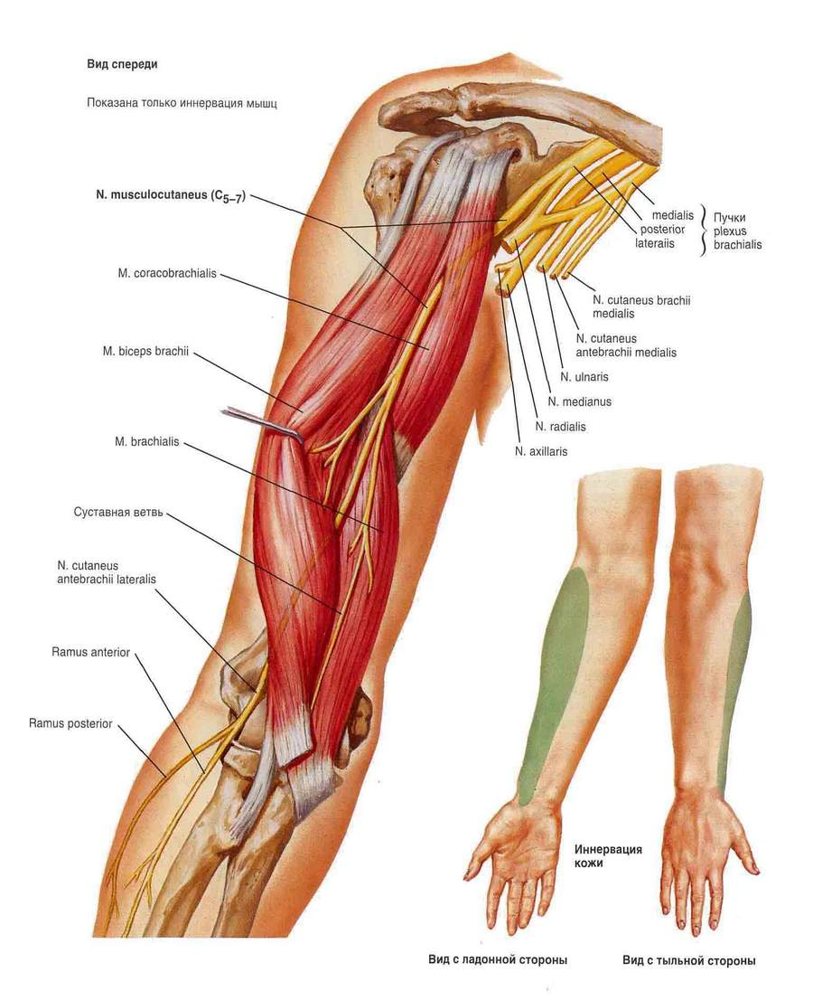 Вид спереди
Показана только иннервация мышц
N. musculocutaneus (C5–7)
M. coracobrachialis
M. biceps brachii
M. brachialis
Суставная ветвь
N. cutaneus
antebrachii lateralis
Ramus anterior
Ramus posterior
medialis
posterior
lateraiis
Пучки
plexus
brachialis
N. cutaneus brachii
medialis
N. cutaneus
antebrachii medialis
N. ulnaris
N. medianus
N. radialis
N. axillaris
Иннервация
кожи
Вид с ладонной стороны
Вид с тыльной стороны